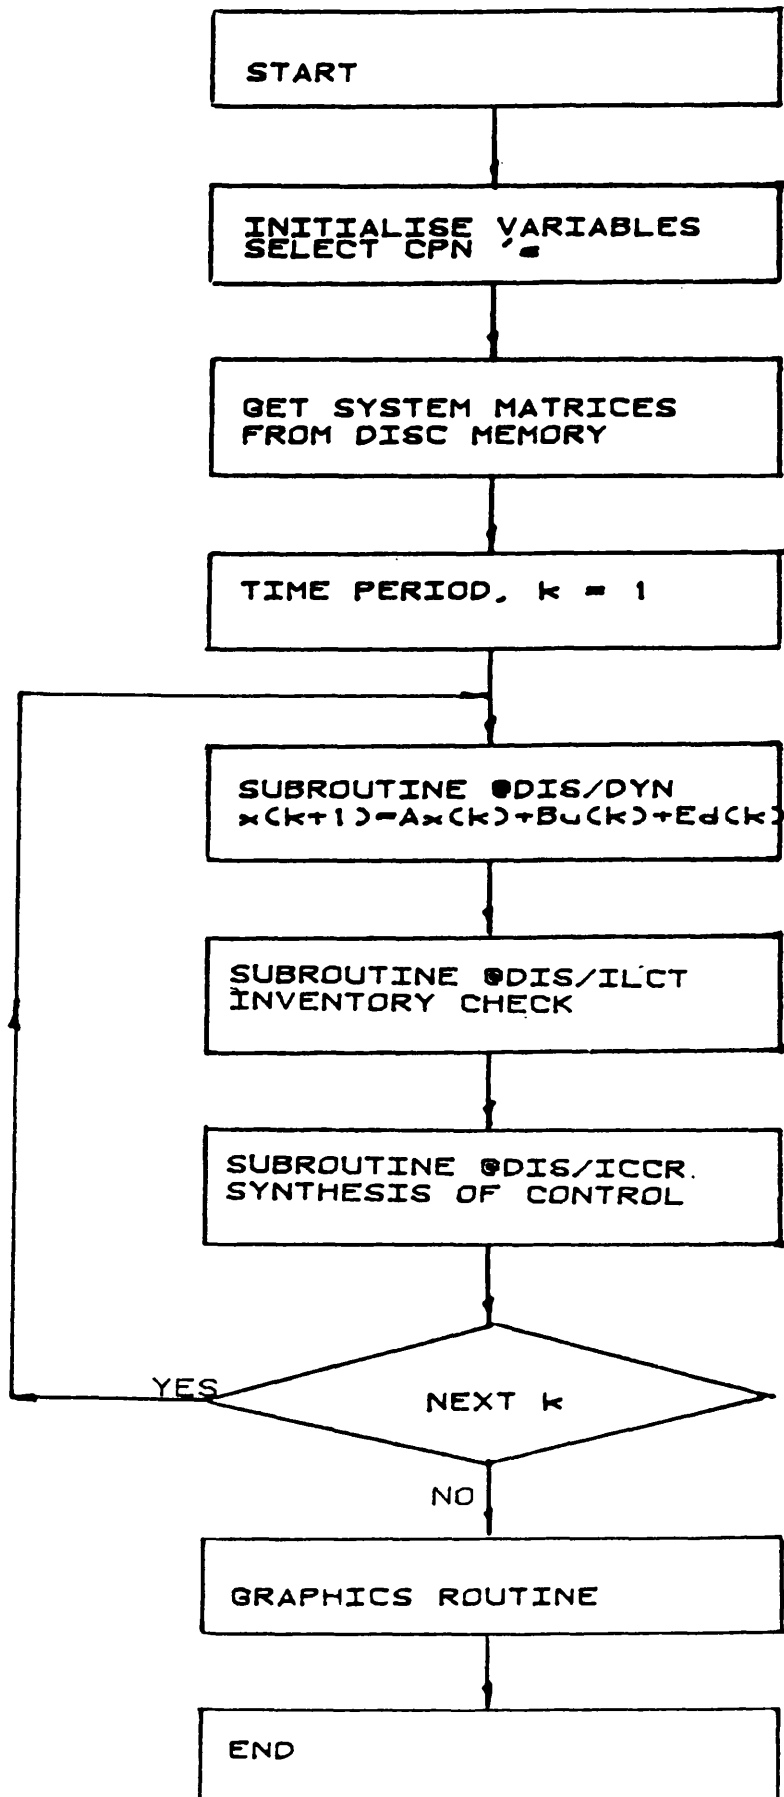 START
INITIALISE VARIABLES
SELECT CPN 's
GET SYSTEM MATRICES
FROM DISC MEMORY
TIME PERIOD, k = 1
SUBROUTINE @DIS/DYN
x(k+1)=Ax(k)+Bu(k)+Ed(k)
SUBROUTINE @DIS/ILCT
INVENTORY CHECK
SUBROUTINE @DIS/ICCR.
SYNTHESIS OF CONTROL
YES
NEXT k
NO
GRAPHICS ROUTINE
END